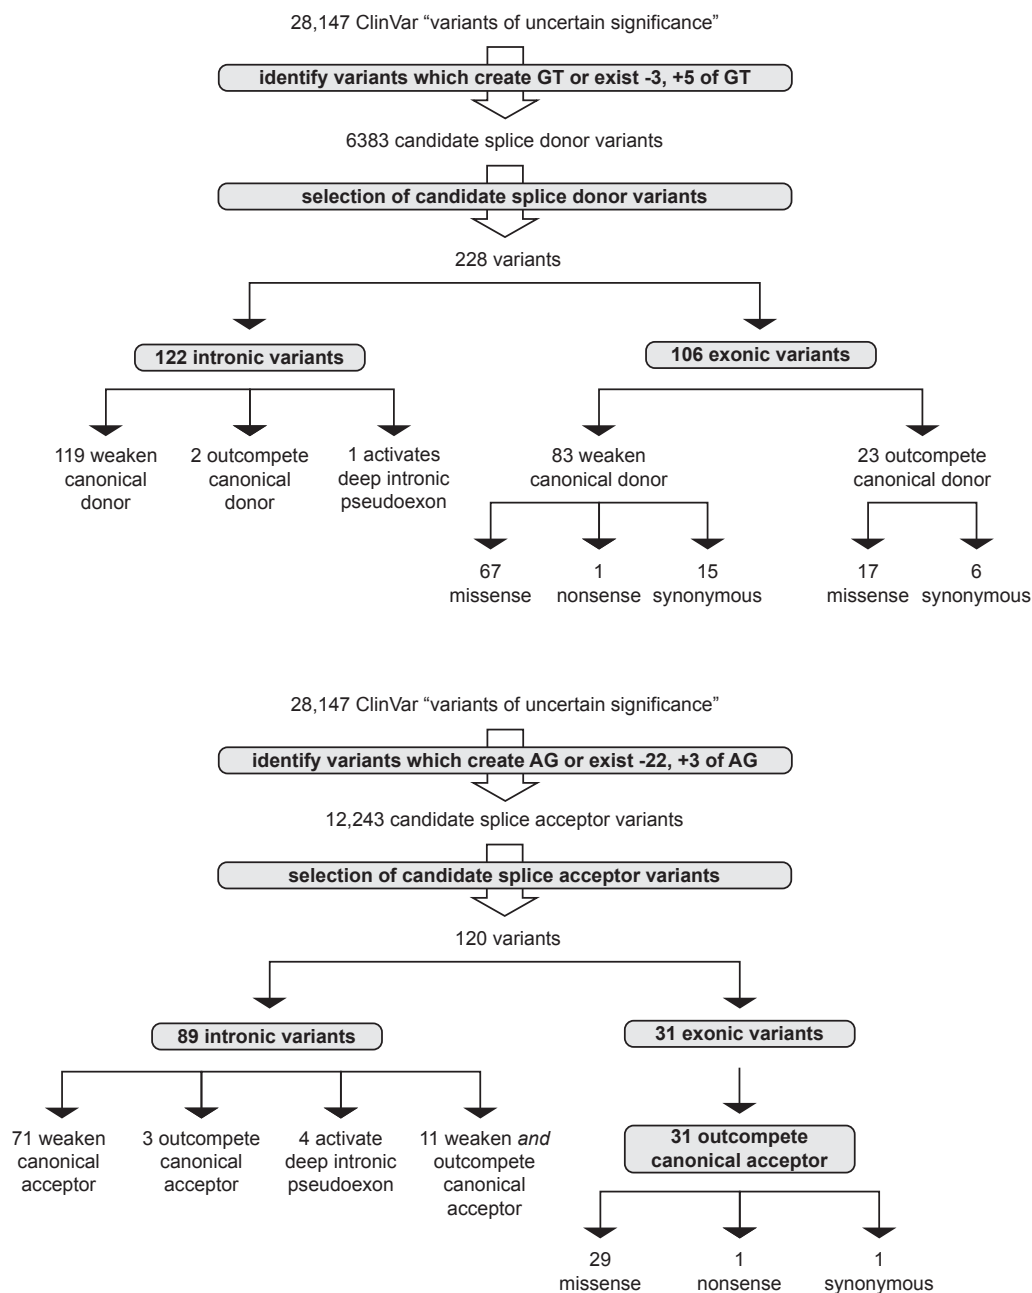 28,147 ClinVar “variants of uncertain significance”
identify variants which create GT or exist -3, +5 of GT
6383 candidate splice donor variants
selection of candidate splice donor variants
228 variants
122 intronic variants
106 exonic variants
119 weaken
canonical
donor
2 outcompete
canonical
donor
1 activates
deep intronic
pseudoexon
83 weaken
canonical donor
23 outcompete
canonical donor
67
missense
1
nonsense
15
synonymous
17
missense
6
synonymous
28,147 ClinVar “variants of uncertain significance”
identify variants which create AG or exist -22, +3 of AG
12,243 candidate splice acceptor variants
selection of candidate splice acceptor variants
120 variants
89 intronic variants
31 exonic variants
71 weaken
canonical
acceptor
3 outcompete
canonical
acceptor
4 activate
deep intronic
pseudoexon
11 weaken and
outcompete
canonical
acceptor
31 outcompete
canonical acceptor
29
missense
1
nonsense
1
synonymous